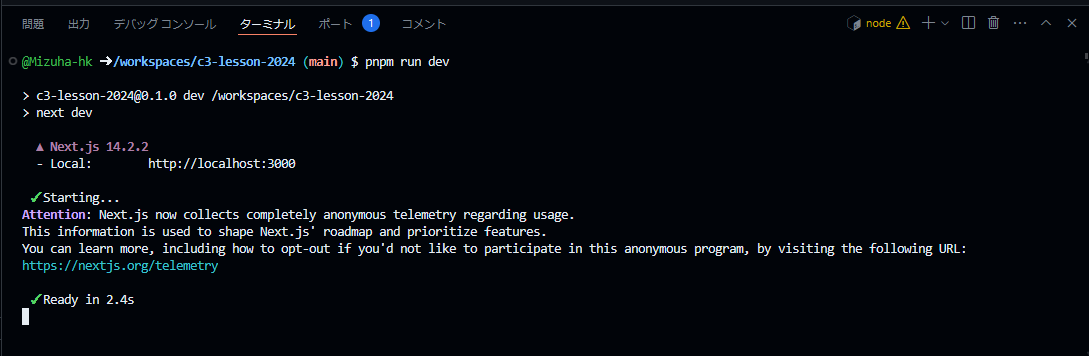 問題 出力 デバッグ コンソール ターミナル ポート 1 コメント node
@Mizuha-hk ➜/workspaces/c3-lesson-2024 (main) $ pnpm run dev
> c3-lesson-2024@0.1.0 dev /workspaces/c3-lesson-2024
> next dev
▲ Next.js 14.2.2
- Local: http://localhost:3000
✓Starting...
Attention: Next.js now collects completely anonymous telemetry regarding usage.
This information is used to shape Next.js' roadmap and prioritize features.
You can learn more, including how to opt-out if you'd not like to participate in this anonymous program, by visiting the following URL:
https://nextjs.org/telemetry
✓Ready in 2.4s